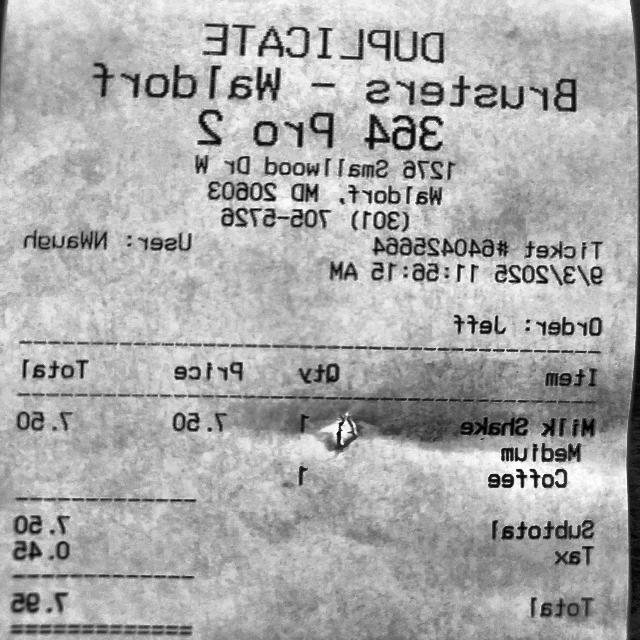 DUPLICATE
Brusters - Waldorf
364 Pro 2
1276 Smallwood Dr W
Waldorf, MD 20603
(301) 705-5726
Ticket #64042564 User: NWaugh
9/3/2025 11:56:15 AM
Order: Jeff
Item Qty Price Total
Milk Shake 1 7.50 7.50
Medium
Coffee 1
Subtotal 7.50
Tax 0.45
Total 7.95